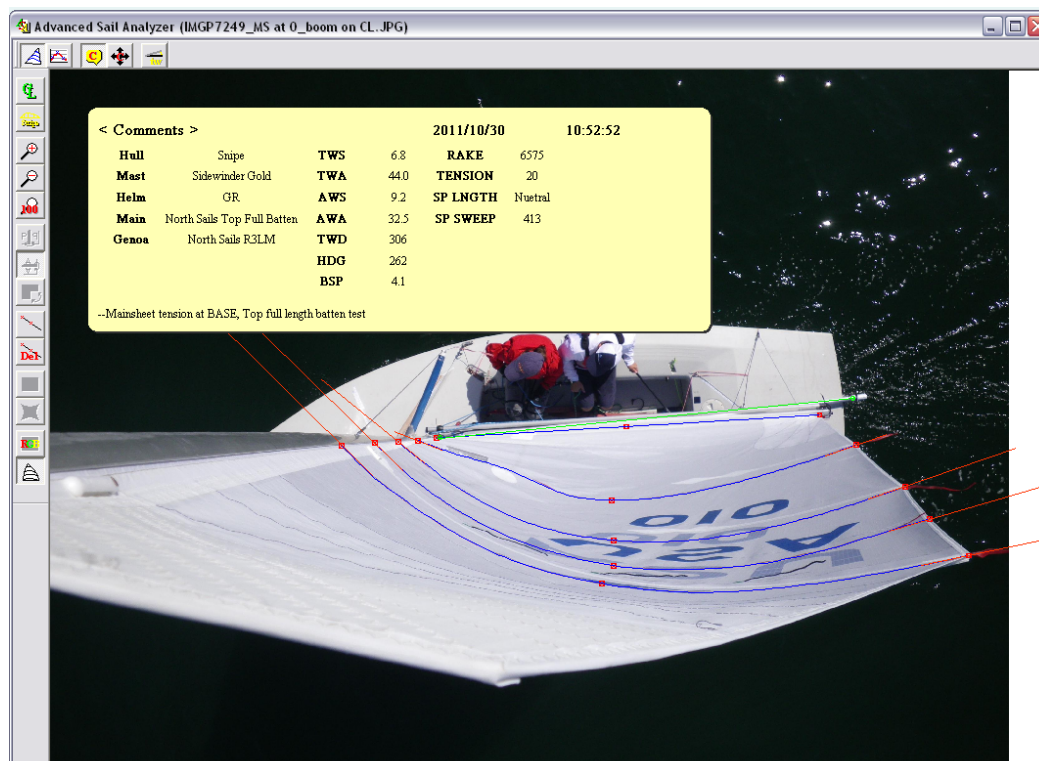 Advanced Sail Analyzer (IMGP7249_MS at 0_boom on CL.JPG)
< Comments > 2011/10/30 10:52:52
Hull Snipe TWS 6.8 RAKE 6575
Mast Sidewinder Gold TWA 44.0 TENSION 20
Helm GR AWS 9.2 SP LNGTH Nuetral
Main North Sails Top Full Batten AWA 32.5 SP SWEEP 413
Genoa North Sails R3LM TWD 306
HDG 262
BSP 4.1
--Mainsheet tension at BASE, Top full length batten test
100
Del
010